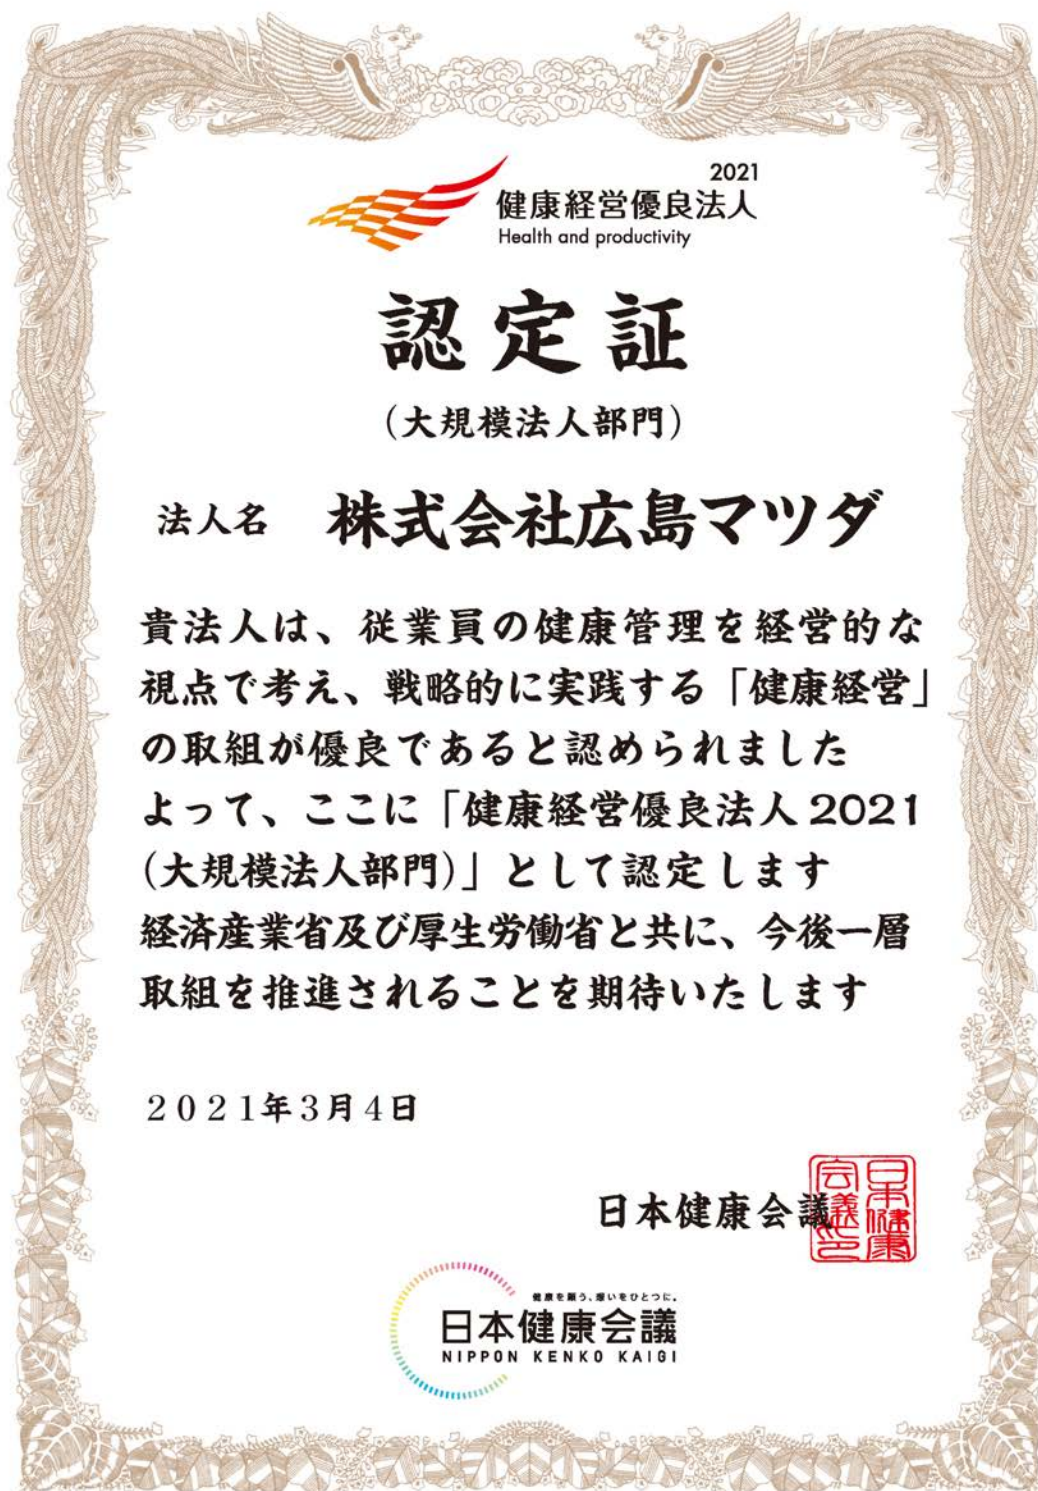 2021
健康経営優良法人
Health and productivity
認定証
(大規模法人部門)
法人名 株式会社広島マツダ
貴法人は、従業員の健康管理を経営的な
視点で考え、戦略的に実践する「健康経営」
の取組が優良であると認められました
よって、ここに「健康経営優良法人2021
(大規模法人部門)」として認定します
経済産業省及び厚生労働省と共に、今後一層
取組を推進されることを期待いたします
2021年3月4日
日本健康会議
日本健康会議印
健康を願う、想いをひとつに。
日本健康会議
NIPPON KENKO KAIGI